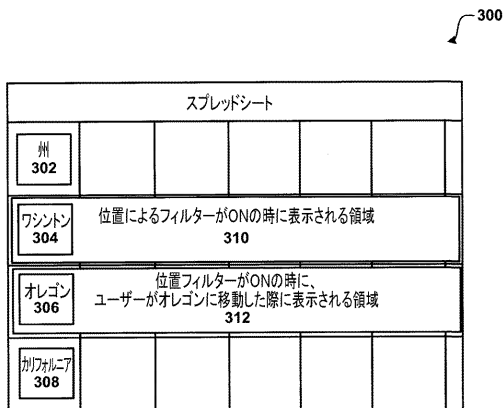 300
スプレッドシート
州
302
ワシントン
304
位置によるフィルターがONの時に表示される領域
310
オレゴン
306
位置フィルターがONの時に、
ユーザーがオレゴンに移動した際に表示される領域
312
カリフォルニア
308